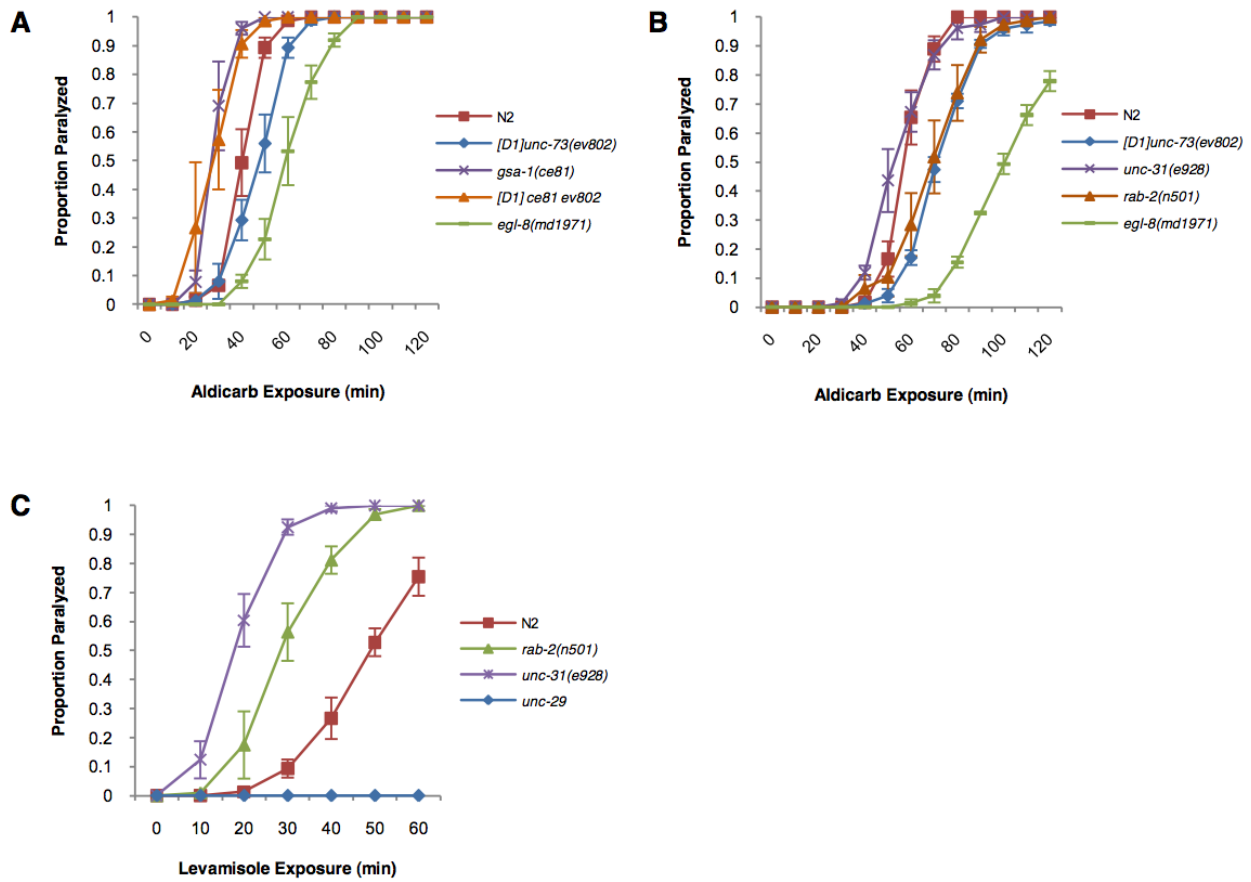 A
Proportion Paralyzed
1
0.9
0.8
0.7
0.6
0.5
0.4
0.3
0.2
0.1
0
0 20 40 60 80 100 120
Aldicarb Exposure (min)
N2
[D1]unc-73(ev802)
gsa-1(ce81)
[D1] ce81 ev802
egl-8(md1971)
B
Proportion Paralyzed
1
0.9
0.8
0.7
0.6
0.5
0.4
0.3
0.2
0.1
0
0 20 40 60 80 100 120
Aldicarb Exposure (min)
N2
[D1]unc-73(ev802)
unc-31(e928)
rab-2(n501)
egl-8(md1971)
C
Proportion Paralyzed
1
0.9
0.8
0.7
0.6
0.5
0.4
0.3
0.2
0.1
0
0 10 20 30 40 50 60
Levamisole Exposure (min)
N2
rab-2(n501)
unc-31(e928)
unc-29